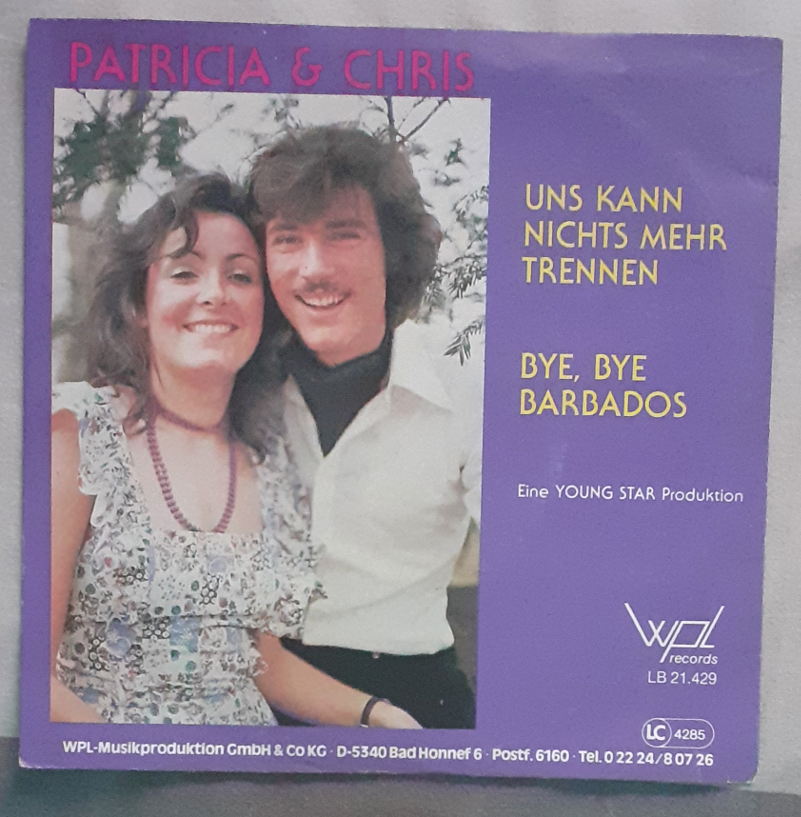 PATRICIA & CHRIS
UNS KANN
NICHTS MEHR
TRENNEN
BYE, BYE
BARBADOS
Eine YOUNG STAR Produktion
wpl
records
LB 21.429
LC 4285
WPL-Musikproduktion GmbH & Co KG · D-5340 Bad Honnef 6 · Postf. 6160 · Tel. 0 22 24/8 07 26